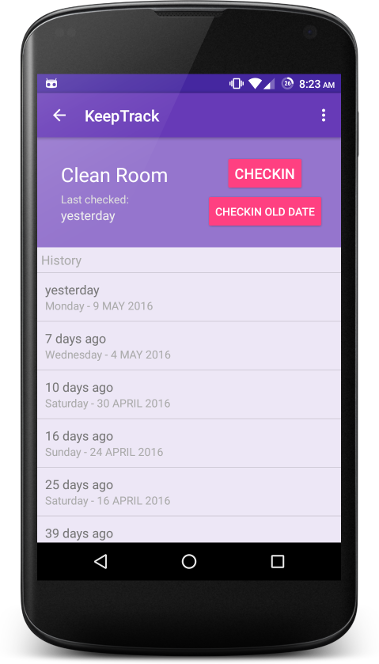 8:23 AM
KeepTrack
Clean Room
CHECKIN
Last checked:
yesterday
CHECKIN OLD DATE
History
yesterday
Monday - 9 MAY 2016
7 days ago
Wednesday - 4 MAY 2016
10 days ago
Saturday - 30 APRIL 2016
16 days ago
Sunday - 24 APRIL 2016
25 days ago
Saturday - 16 APRIL 2016
39 days ago